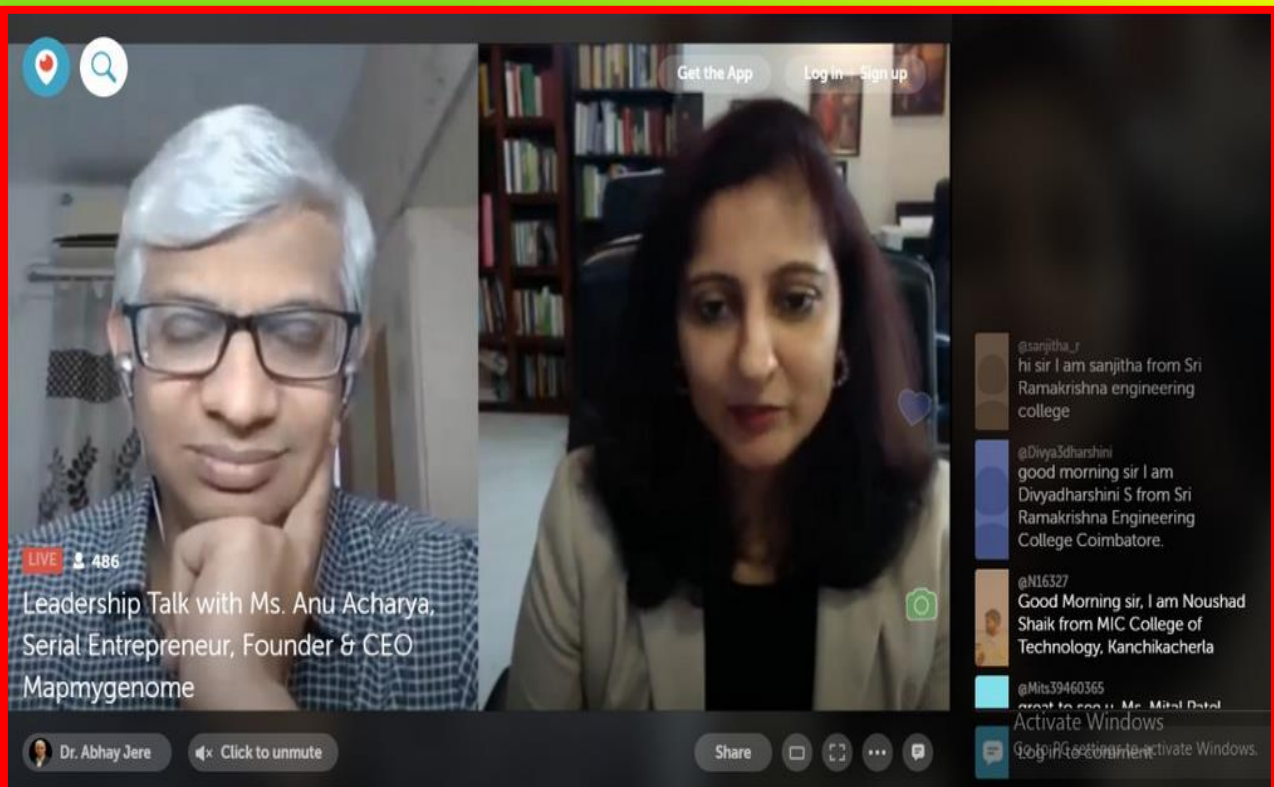 Get the App
Log in
Sign up
@sanjitha_r
hi sir I am sanjitha from Sri
Ramakrishna engineering
college
@Divya3dharshini
good morning sir I am
Divyadharshini S from Sri
Ramakrishna Engineering
College Coimbatore.
@N16327
Good Morning sir, I am Noushad
Shaik from MIC College of
Technology, Kanchikacherla
@Mits39460365
great to see u Ms. Mital Patel
LIVE 486
Leadership Talk with Ms. Anu Acharya,
Serial Entrepreneur, Founder & CEO
Mapmygenome
Dr. Abhay Jere
Click to unmute
Share
Activate Windows
Go to PC settings to activate Windows.
Log in to comment